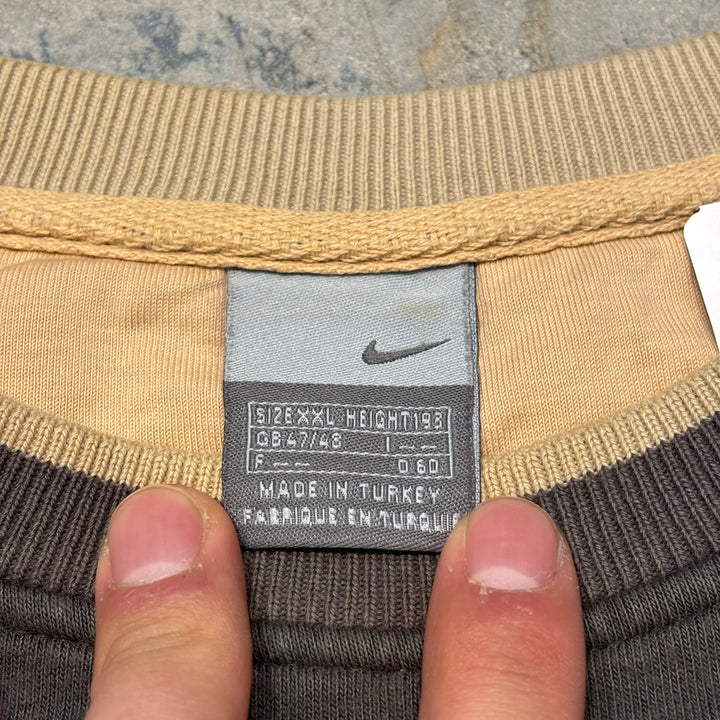 SIZE XXL HEIGHT 193
GB 47/48 I – –
F – – D 60
MADE IN TURKEY
FABRIQUE EN TURQUIE